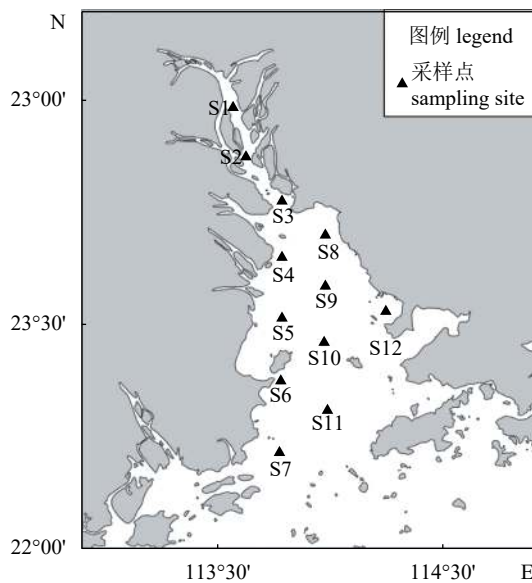 N
图例 legend
采样点
sampling site
23°00'
S1
S2
S3
S8
S4
S9
S5
S12
23°30'
S10
S6
S11
S7
22°00'
113°30'
114°30'
E